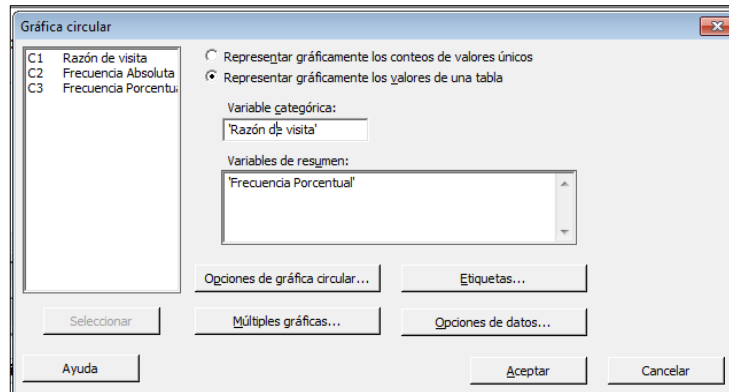 Gráfica circular
C1 Razón de visita
C2 Frecuencia Absoluta
C3 Frecuencia Porcentu
Representar gráficamente los conteos de valores únicos
Representar gráficamente los valores de una tabla
Variable categórica:
'Razón de visita'
Variables de resumen:
'Frecuencia Porcentual'
Opciones de gráfica circular...
Etiquetas...
Seleccionar
Múltiples gráficas...
Opciones de datos...
Ayuda
Aceptar
Cancelar